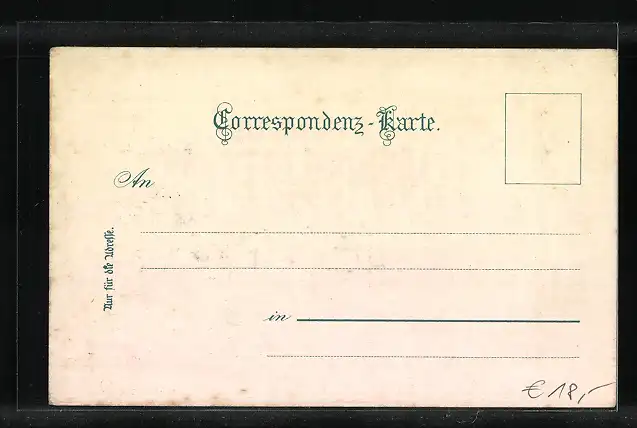 Correspondenz-Karte.
An
Nur für die Adresse.
in
€ 18,-